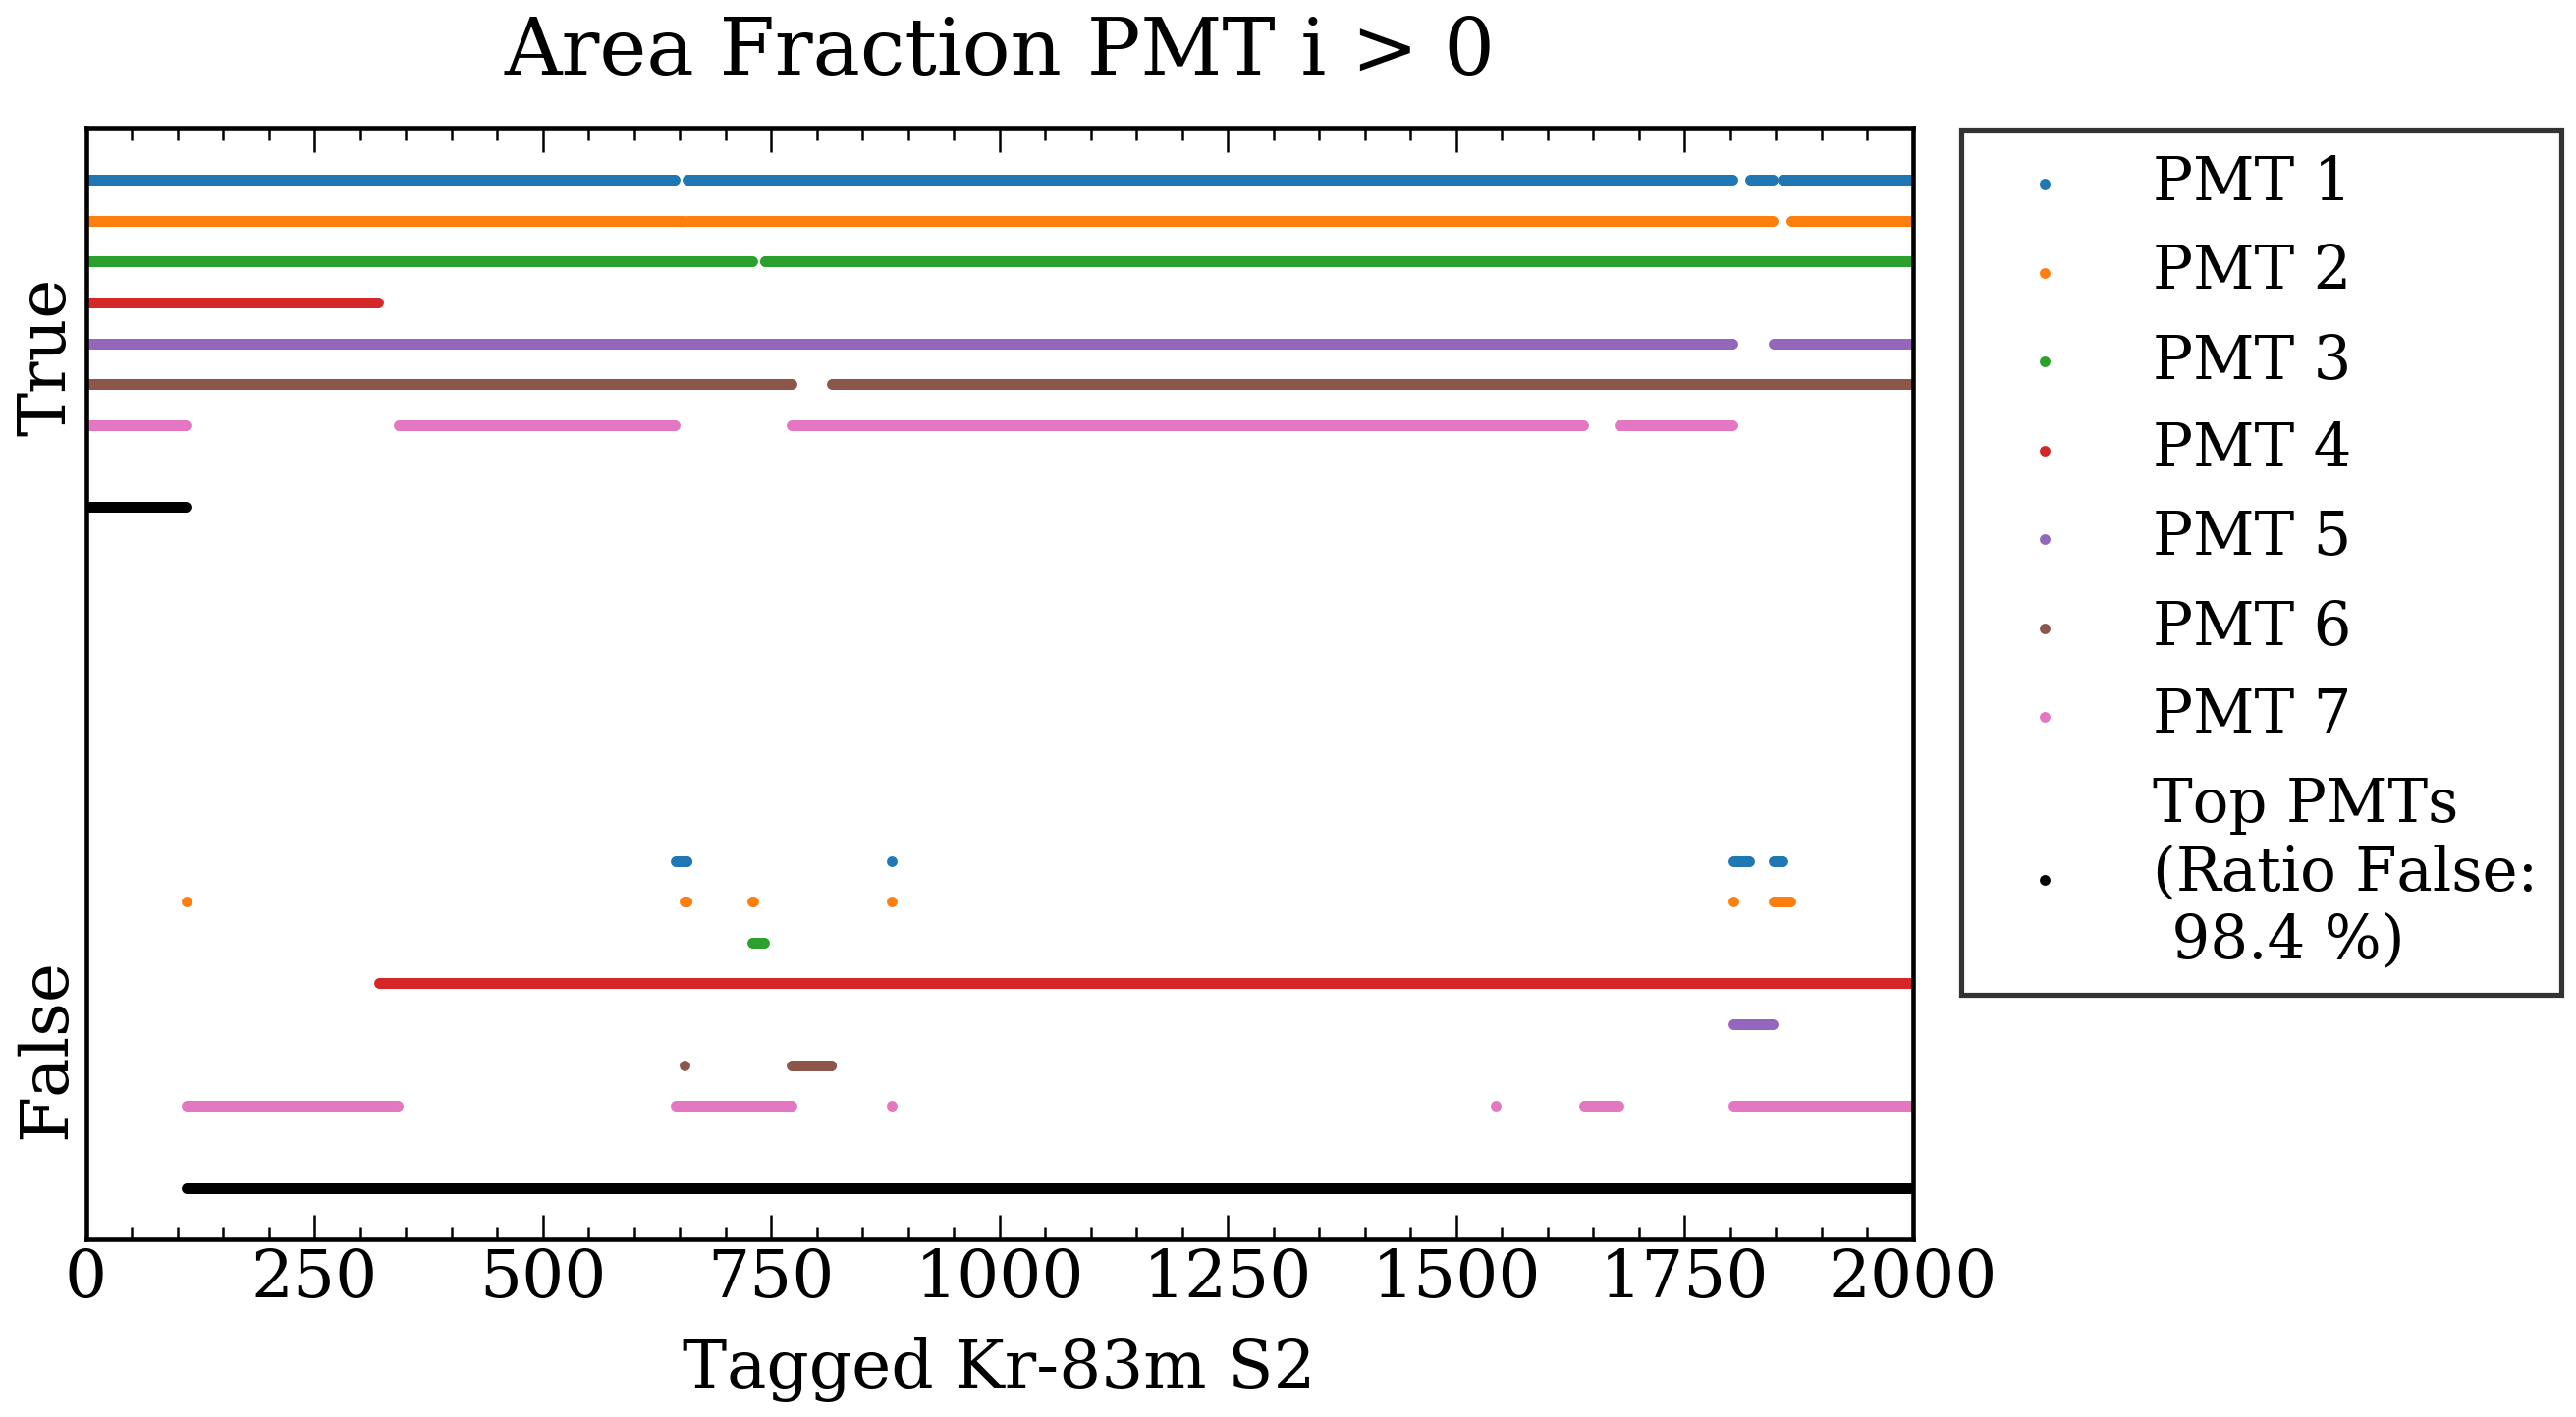 Area Fraction PMT i > 0
True
False
0 250 500 750 1000 1250 1500 1750 2000
Tagged Kr-83m S2
PMT 1
PMT 2
PMT 3
PMT 4
PMT 5
PMT 6
PMT 7
Top PMTs
(Ratio False:
98.4 %)